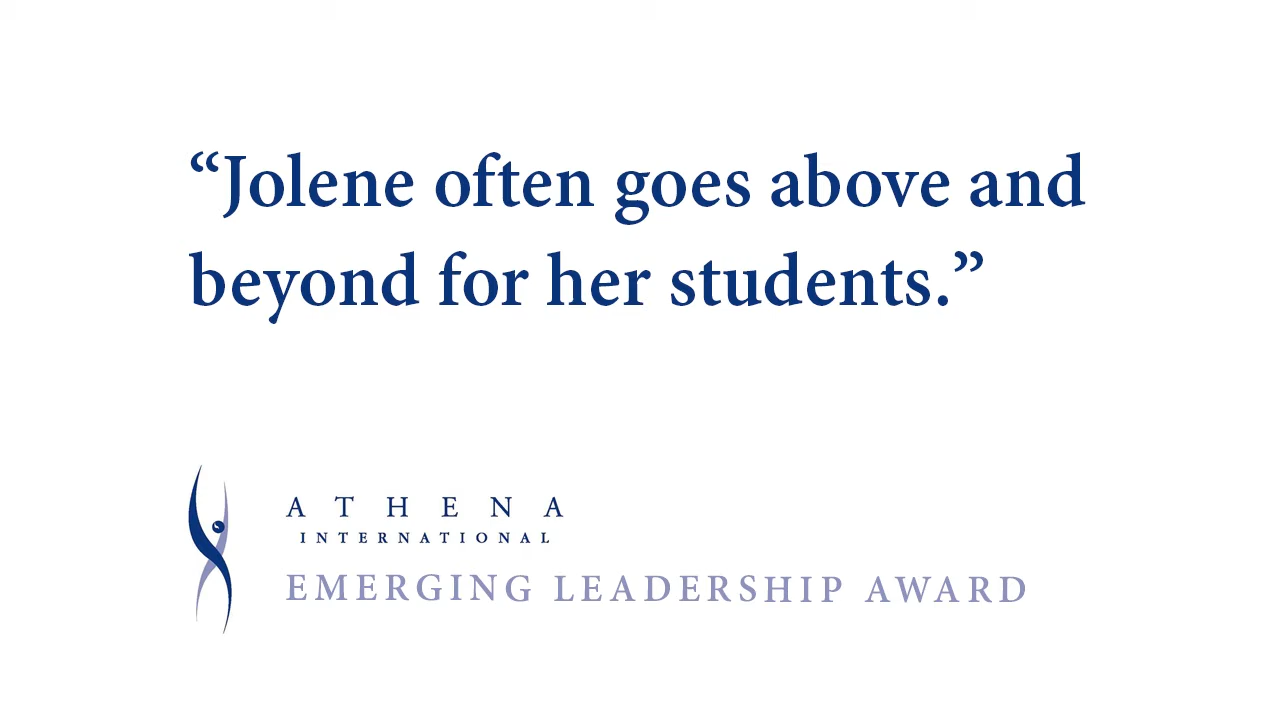 “Jolene often goes above and
beyond for her students.”
ATHENA
INTERNATIONAL
EMERGING LEADERSHIP AWARD